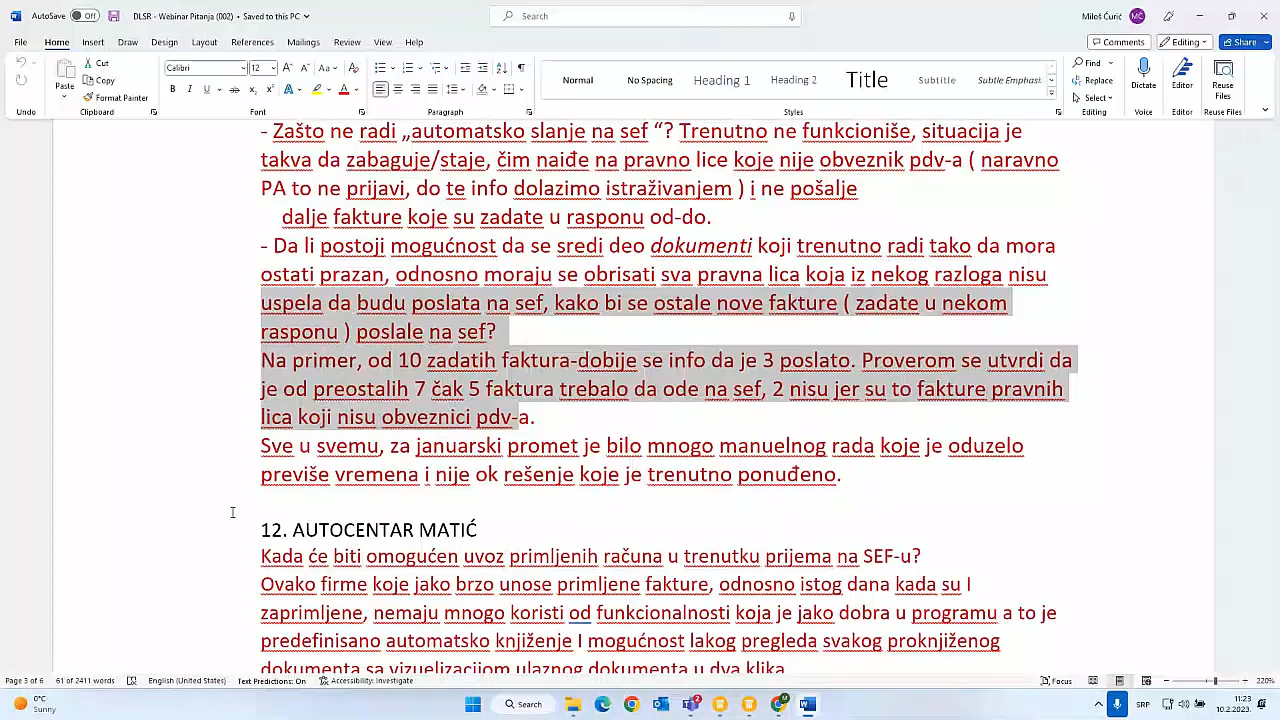 AutoSave Off DLSR - Webinar Pitanja (002) • Saved to this PC Search Miloš Ćurić MČ
File Home Insert Draw Design Layout References Mailings Review View Help Comments Editing Share
Paste Cut Copy Format Painter Calibri 12 Normal No Spacing Heading 1 Heading 2 Title Subtitle Subtle Emphasis Find Replace Select Dictate Editor Reuse Files
Undo Clipboard Font Paragraph Styles Editing Voice Editor Reuse Files
- Zašto ne radi „automatsko slanje na sef “? Trenutno ne funkcioniše, situacija je
takva da zabaguje/staje, čim naiđe na pravno lice koje nije obveznik pdv-a ( naravno
PA to ne prijavi, do te info dolazimo istraživanjem ) i ne pošalje
dalje fakture koje su zadate u rasponu od-do.
- Da li postoji mogućnost da se sredi deo dokumenti koji trenutno radi tako da mora
ostati prazan, odnosno moraju se obrisati sva pravna lica koja iz nekog razloga nisu
uspela da budu poslata na sef, kako bi se ostale nove fakture ( zadate u nekom
rasponu ) poslale na sef?
Na primer, od 10 zadatih faktura-dobije se info da je 3 poslato. Proverom se utvrdi da
je od preostalih 7 čak 5 faktura trebalo da ode na sef, 2 nisu jer su to fakture pravnih
lica koji nisu obveznici pdv-a.
Sve u svemu, za januarski promet je bilo mnogo manuelnog rada koje je oduzelo
previše vremena i nije ok rešenje koje je trenutno ponuđeno.
12. AUTOCENTAR MATIĆ
Kada će biti omogućen uvoz primljenih računa u trenutku prijema na SEF-u?
Ovako firme koje jako brzo unose primljene fakture, odnosno istog dana kada su I
zaprimljene, nemaju mnogo koristi od funkcionalnosti koja je jako dobra u programu a to je
predefinisano automatsko knjiženje I mogućnost lakog pregleda svakog proknjiženog
dokumenta sa vizuelizacijom ulaznog dokumenta u dva klika
Page 3 of 6 61 of 2411 words English (United States) Text Predictions: On Accessibility: Investigate Focus 220%
0°C Sunny Search 2 SRP 11:23 10.2.2023.